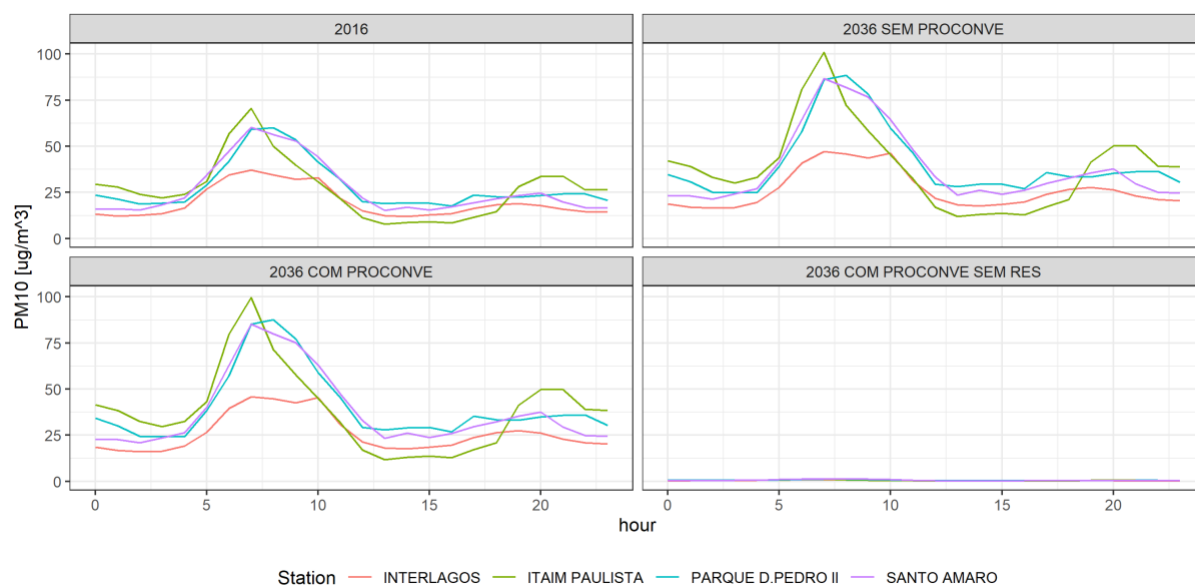 2016
2036 SEM PROCONVE
100
75
50
25
0
2036 COM PROCONVE
2036 COM PROCONVE SEM RES
100
75
50
25
0
PM10 [ug/m^3]
0 5 10 15 20
0 5 10 15 20
hour
Station INTERLAGOS ITAIM PAULISTA PARQUE D.PEDRO II SANTO AMARO